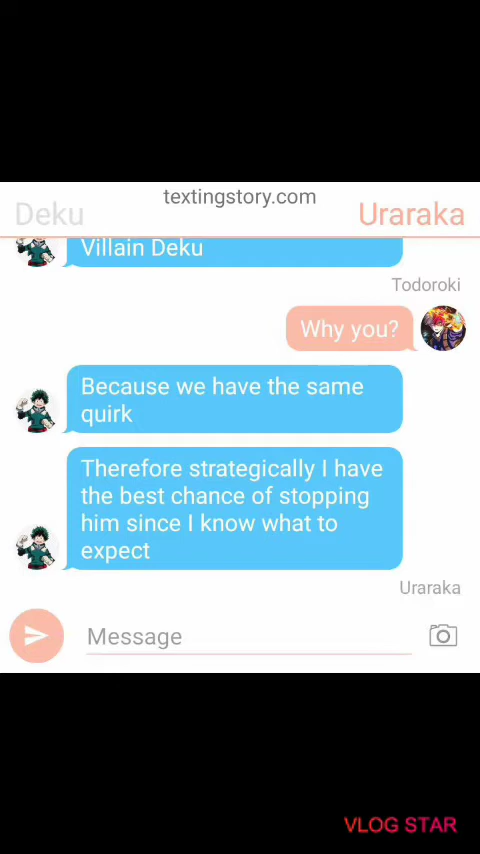 textingstory.com
Deku
Uraraka
Villain Deku
Todoroki
Why you?
Because we have the same
quirk
Therefore strategically I have
the best chance of stopping
him since I know what to
expect
Uraraka
Message
VLOG STAR